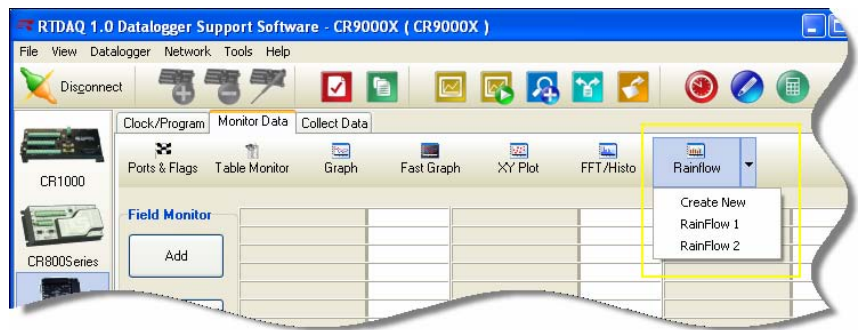 RTDAQ 1.0 Datalogger Support Software - CR9000X ( CR9000X )
File View Datalogger Network Tools Help
Disconnect
Clock/Program Monitor Data Collect Data
Ports & Flags Table Monitor Graph Fast Graph XY Plot FFT/Histo Rainflow
CR1000
Create New
RainFlow 1
RainFlow 2
Field Monitor
Add
CR800Series